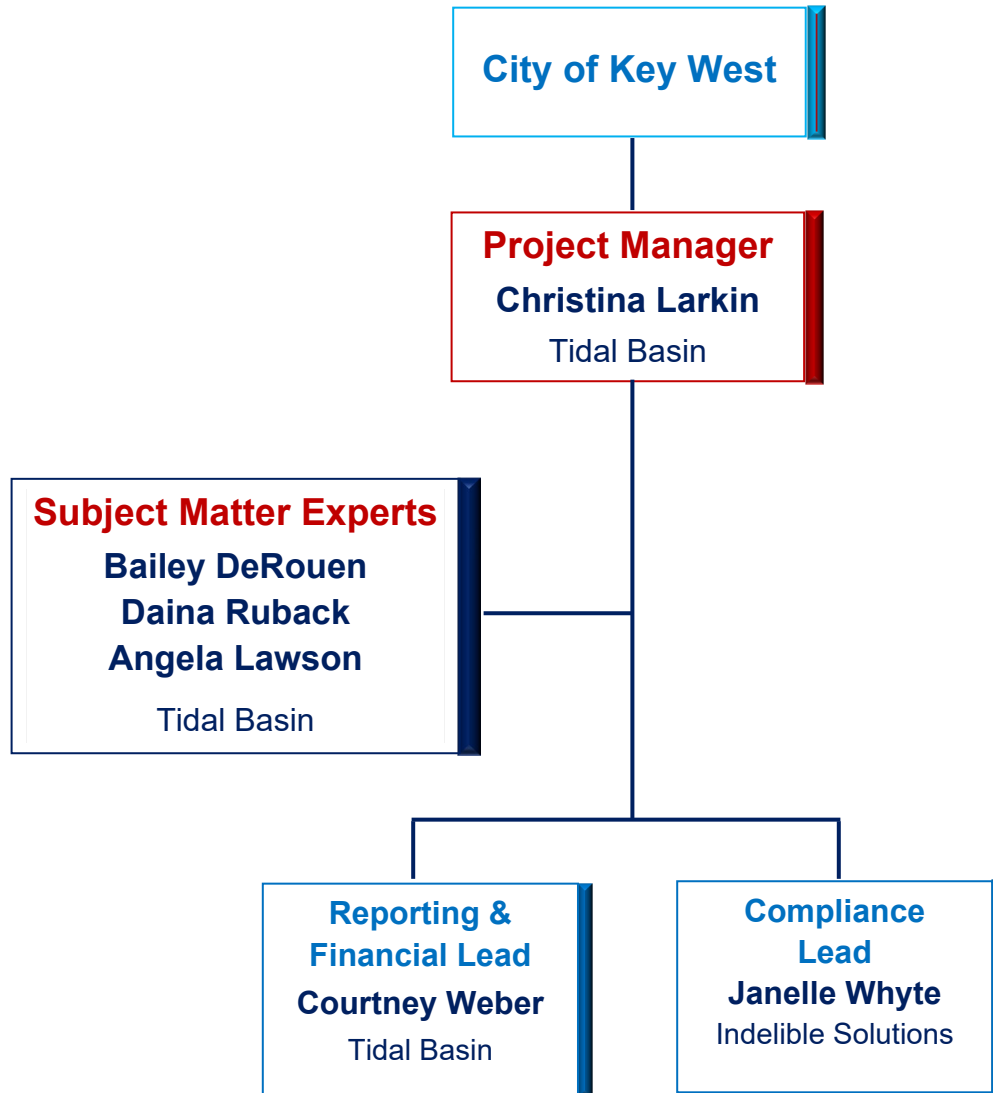 City of Key West
Project Manager
Christina Larkin
Tidal Basin
Subject Matter Experts
Bailey DeRouen
Daina Ruback
Angela Lawson
Tidal Basin
Reporting &
Financial Lead
Courtney Weber
Tidal Basin
Compliance
Lead
Janelle Whyte
Indelible Solutions